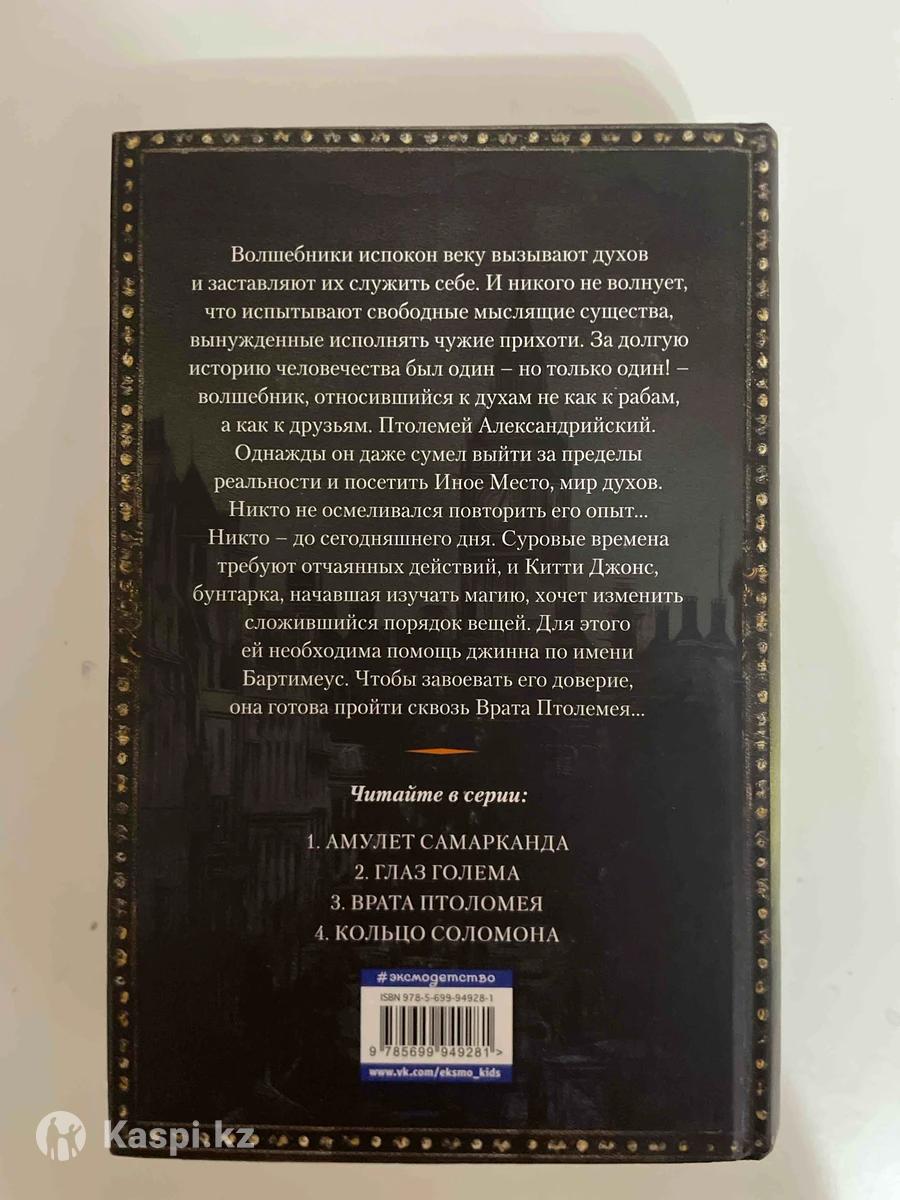 Волшебники испокон веку вызывают духов
и заставляют их служить себе. И никого не волнует,
что испытывают свободные мыслящие существа,
вынужденные исполнять чужие прихоти. За долгую
историю человечества был один – но только один! –
волшебник, относившийся к духам не как к рабам,
а как к друзьям. Птолемей Александрийский.
Однажды он даже сумел выйти за пределы
реальности и посетить Иное Место, мир духов.
Никто не осмеливался повторить его опыт...
Никто – до сегодняшнего дня. Суровые времена
требуют отчаянных действий, и Китти Джонс,
бунтарка, начавшая изучать магию, хочет изменить
сложившийся порядок вещей. Для этого
ей необходима помощь джинна по имени
Бартимеус. Чтобы завоевать его доверие,
она готова пройти сквозь Врата Птолемея...
Читайте в серии:
1. АМУЛЕТ САМАРКАНДА
2. ГЛАЗ ГОЛЕМА
3. ВРАТА ПТОЛОМЕЯ
4. КОЛЬЦО СОЛОМОНА
#эксмодетство
ISBN 978-5-699-94928-1
9 785699 949281 >
www.vk.com/eksmo_kids
Kaspi.kz